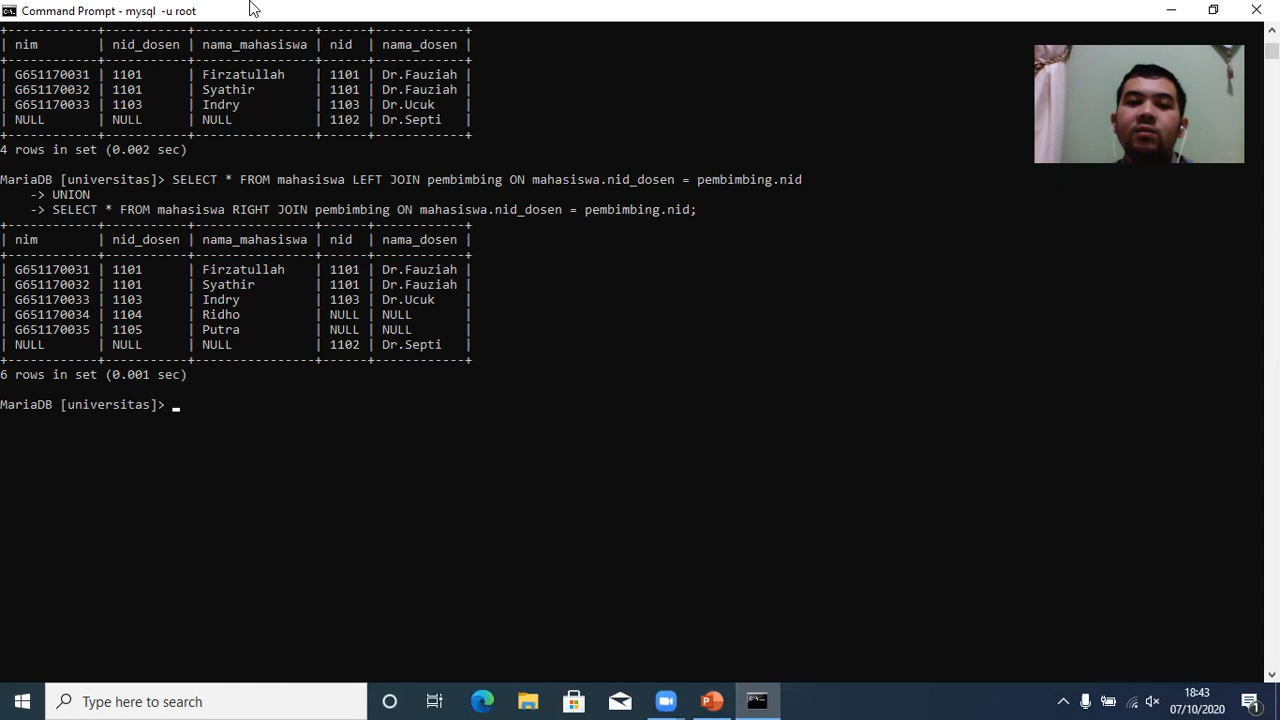 Command Prompt - mysql -u root
+-----------+-----------+----------------+------+------------+
| nim       | nid_dosen | nama_mahasiswa | nid  | nama_dosen |
+-----------+-----------+----------------+------+------------+
| G651170031 | 1101      | Firzatullah    | 1101 | Dr.Fauziah |
| G651170032 | 1101      | Syathir        | 1101 | Dr.Fauziah |
| G651170033 | 1103      | Indry          | 1103 | Dr.Ucuk    |
| NULL       | NULL      | NULL           | 1102 | Dr.Septi   |
+-----------+-----------+----------------+------+------------+
4 rows in set (0.002 sec)
MariaDB [universitas]> SELECT * FROM mahasiswa LEFT JOIN pembimbing ON mahasiswa.nid_dosen = pembimbing.nid
-> UNION
-> SELECT * FROM mahasiswa RIGHT JOIN pembimbing ON mahasiswa.nid_dosen = pembimbing.nid;
+-----------+-----------+----------------+------+------------+
| nim       | nid_dosen | nama_mahasiswa | nid  | nama_dosen |
+-----------+-----------+----------------+------+------------+
| G651170031 | 1101      | Firzatullah    | 1101 | Dr.Fauziah |
| G651170032 | 1101      | Syathir        | 1101 | Dr.Fauziah |
| G651170033 | 1103      | Indry          | 1103 | Dr.Ucuk    |
| G651170034 | 1104      | Ridho          | NULL | NULL       |
| G651170035 | 1105      | Putra          | NULL | NULL       |
| NULL       | NULL      | NULL           | 1102 | Dr.Septi   |
+-----------+-----------+----------------+------+------------+
6 rows in set (0.001 sec)
MariaDB [universitas]>
Type here to search
18:43
07/10/2020
1